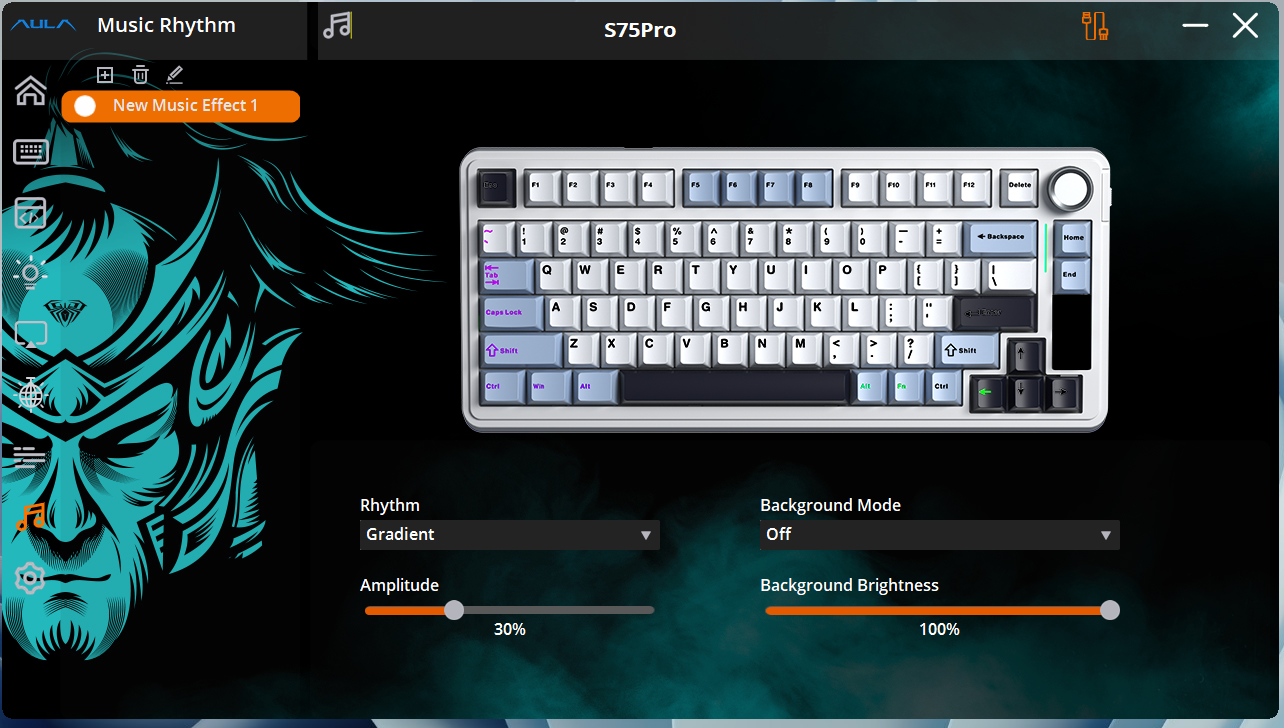 AULA Music Rhythm S75Pro
New Music Effect 1
Esc F1 F2 F3 F4 F5 F6 F7 F8 F9 F10 F11 F12 Delete
~ ! @ # $ % ^ & * ( ) - + ← Backspace Home
` 1 2 3 4 5 6 7 8 9 0 - =
Tab Q W E R T Y U I O P { } | End
[ ] \
Caps Lock A S D F G H J K L : "
; '
⇧ Shift Z X C V B N M < > ? ⇧ Shift ↑
, . /
Ctrl Win Alt Alt Fn Ctrl ← ↓ →
Rhythm
Gradient
Background Mode
Off
Amplitude
30%
Background Brightness
100%